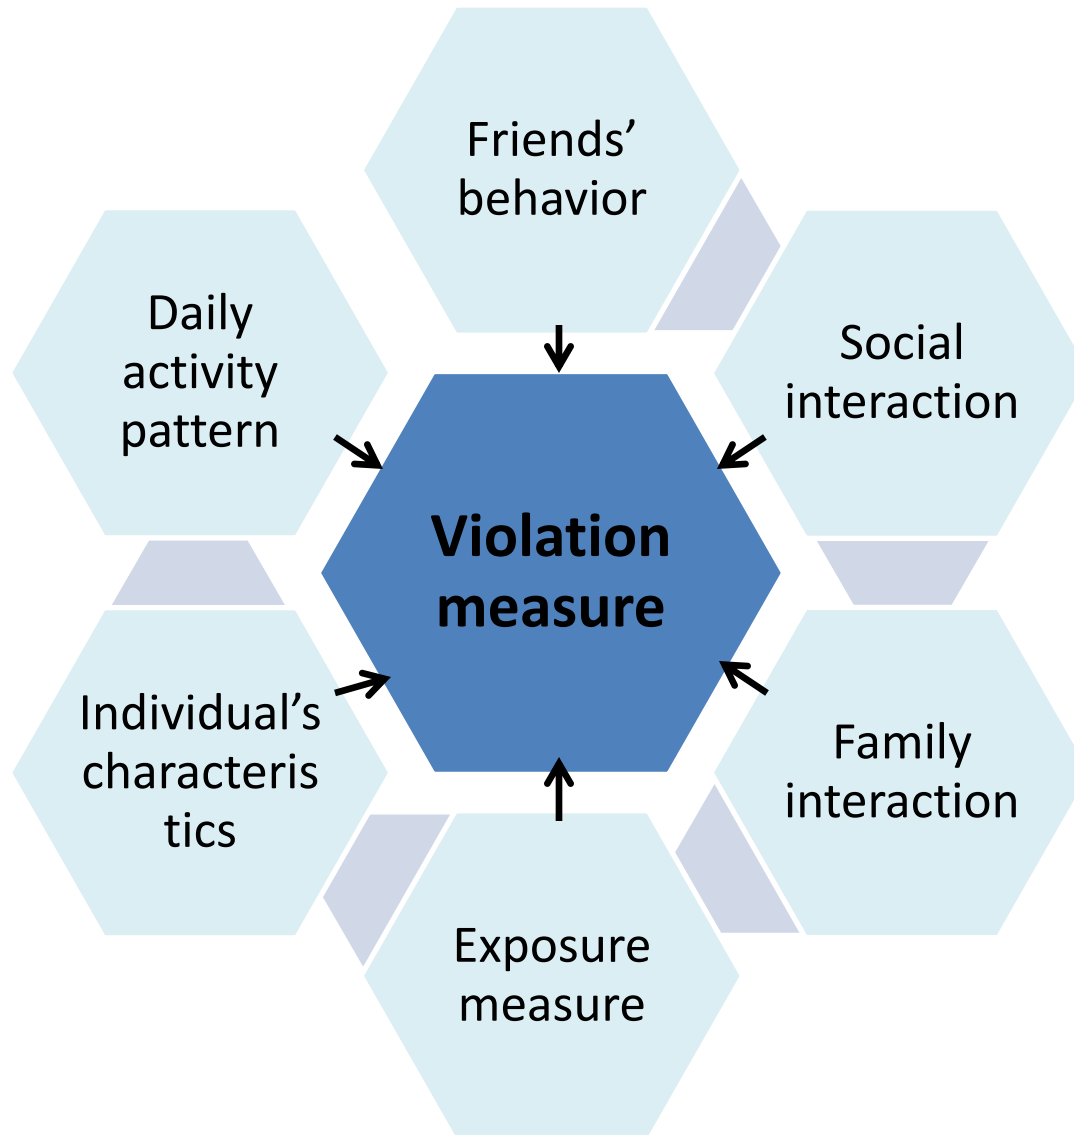 Friends’
behavior
Social
interaction
Family
interaction
Exposure
measure
Individual’s
characteris
tics
Daily
activity
pattern
Violation
measure